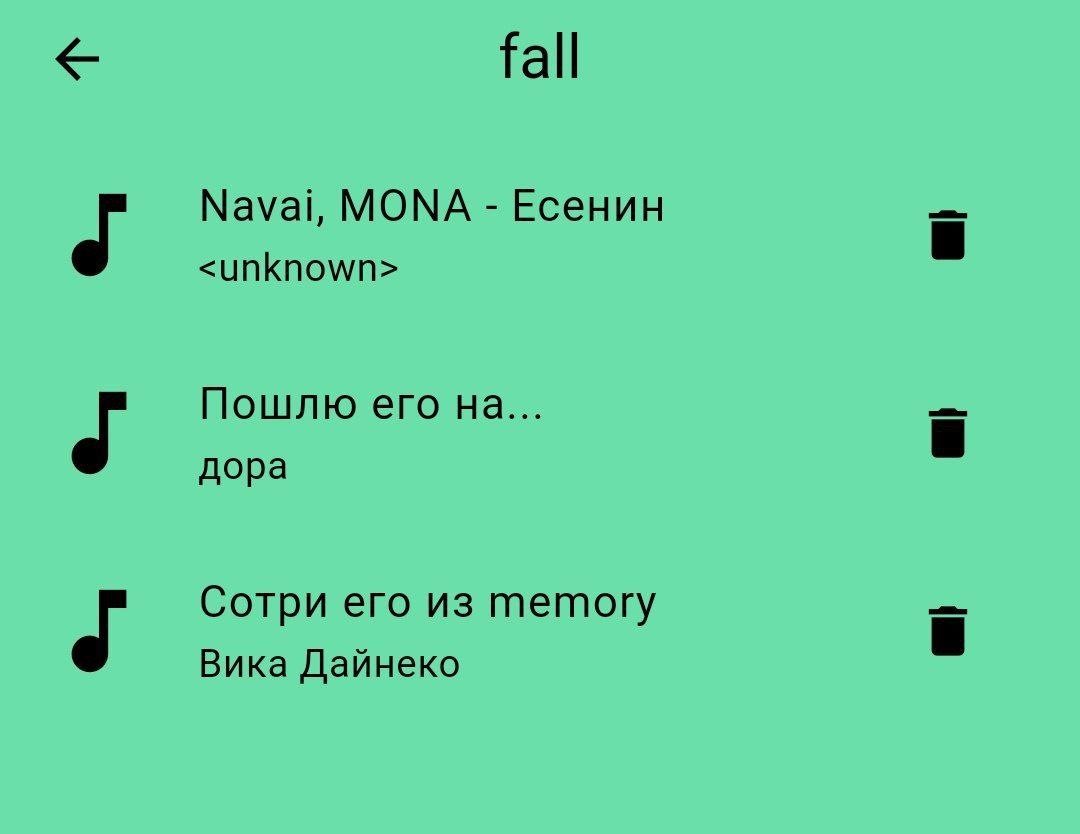 fall
Navai, MONA - Есенин
<unknown>
Пошлю его на...
дора
Сотри его из memory
Вика Дайнеко